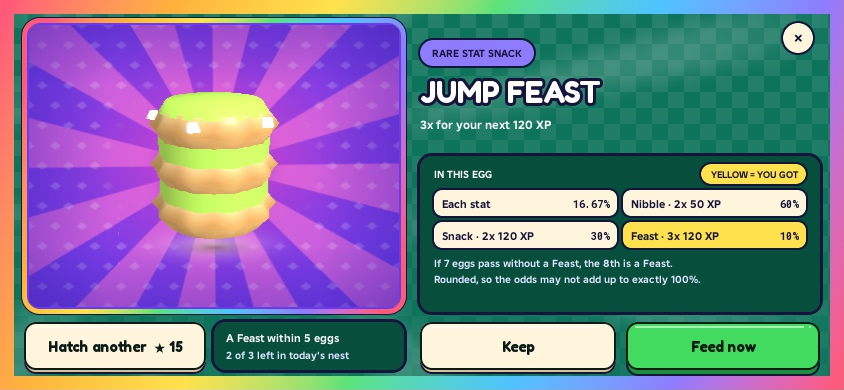 RARE STAT SNACK
×
JUMP FEAST
3x for your next 120 XP
IN THIS EGG
YELLOW = YOU GOT
Each stat 16.67%
Nibble · 2x 50 XP 60%
Snack · 2x 120 XP 30%
Feast · 3x 120 XP 10%
If 7 eggs pass without a Feast, the 8th is a Feast.
Rounded, so the odds may not add up to exactly 100%.
Hatch another ★ 15
A Feast within 5 eggs
2 of 3 left in today's nest
Keep
Feed now